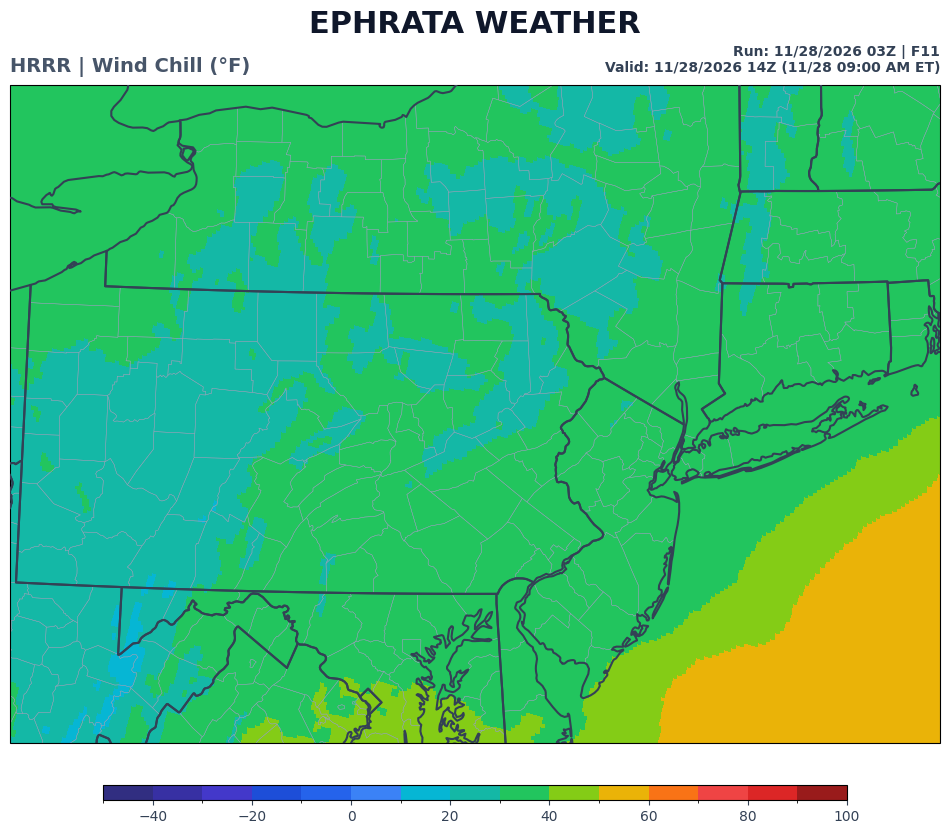 EPHRATA WEATHER
HRRR | Wind Chill (°F)
Run: 11/28/2026 03Z | F11
Valid: 11/28/2026 14Z (11/28 09:00 AM ET)
−40 −20 0 20 40 60 80 100